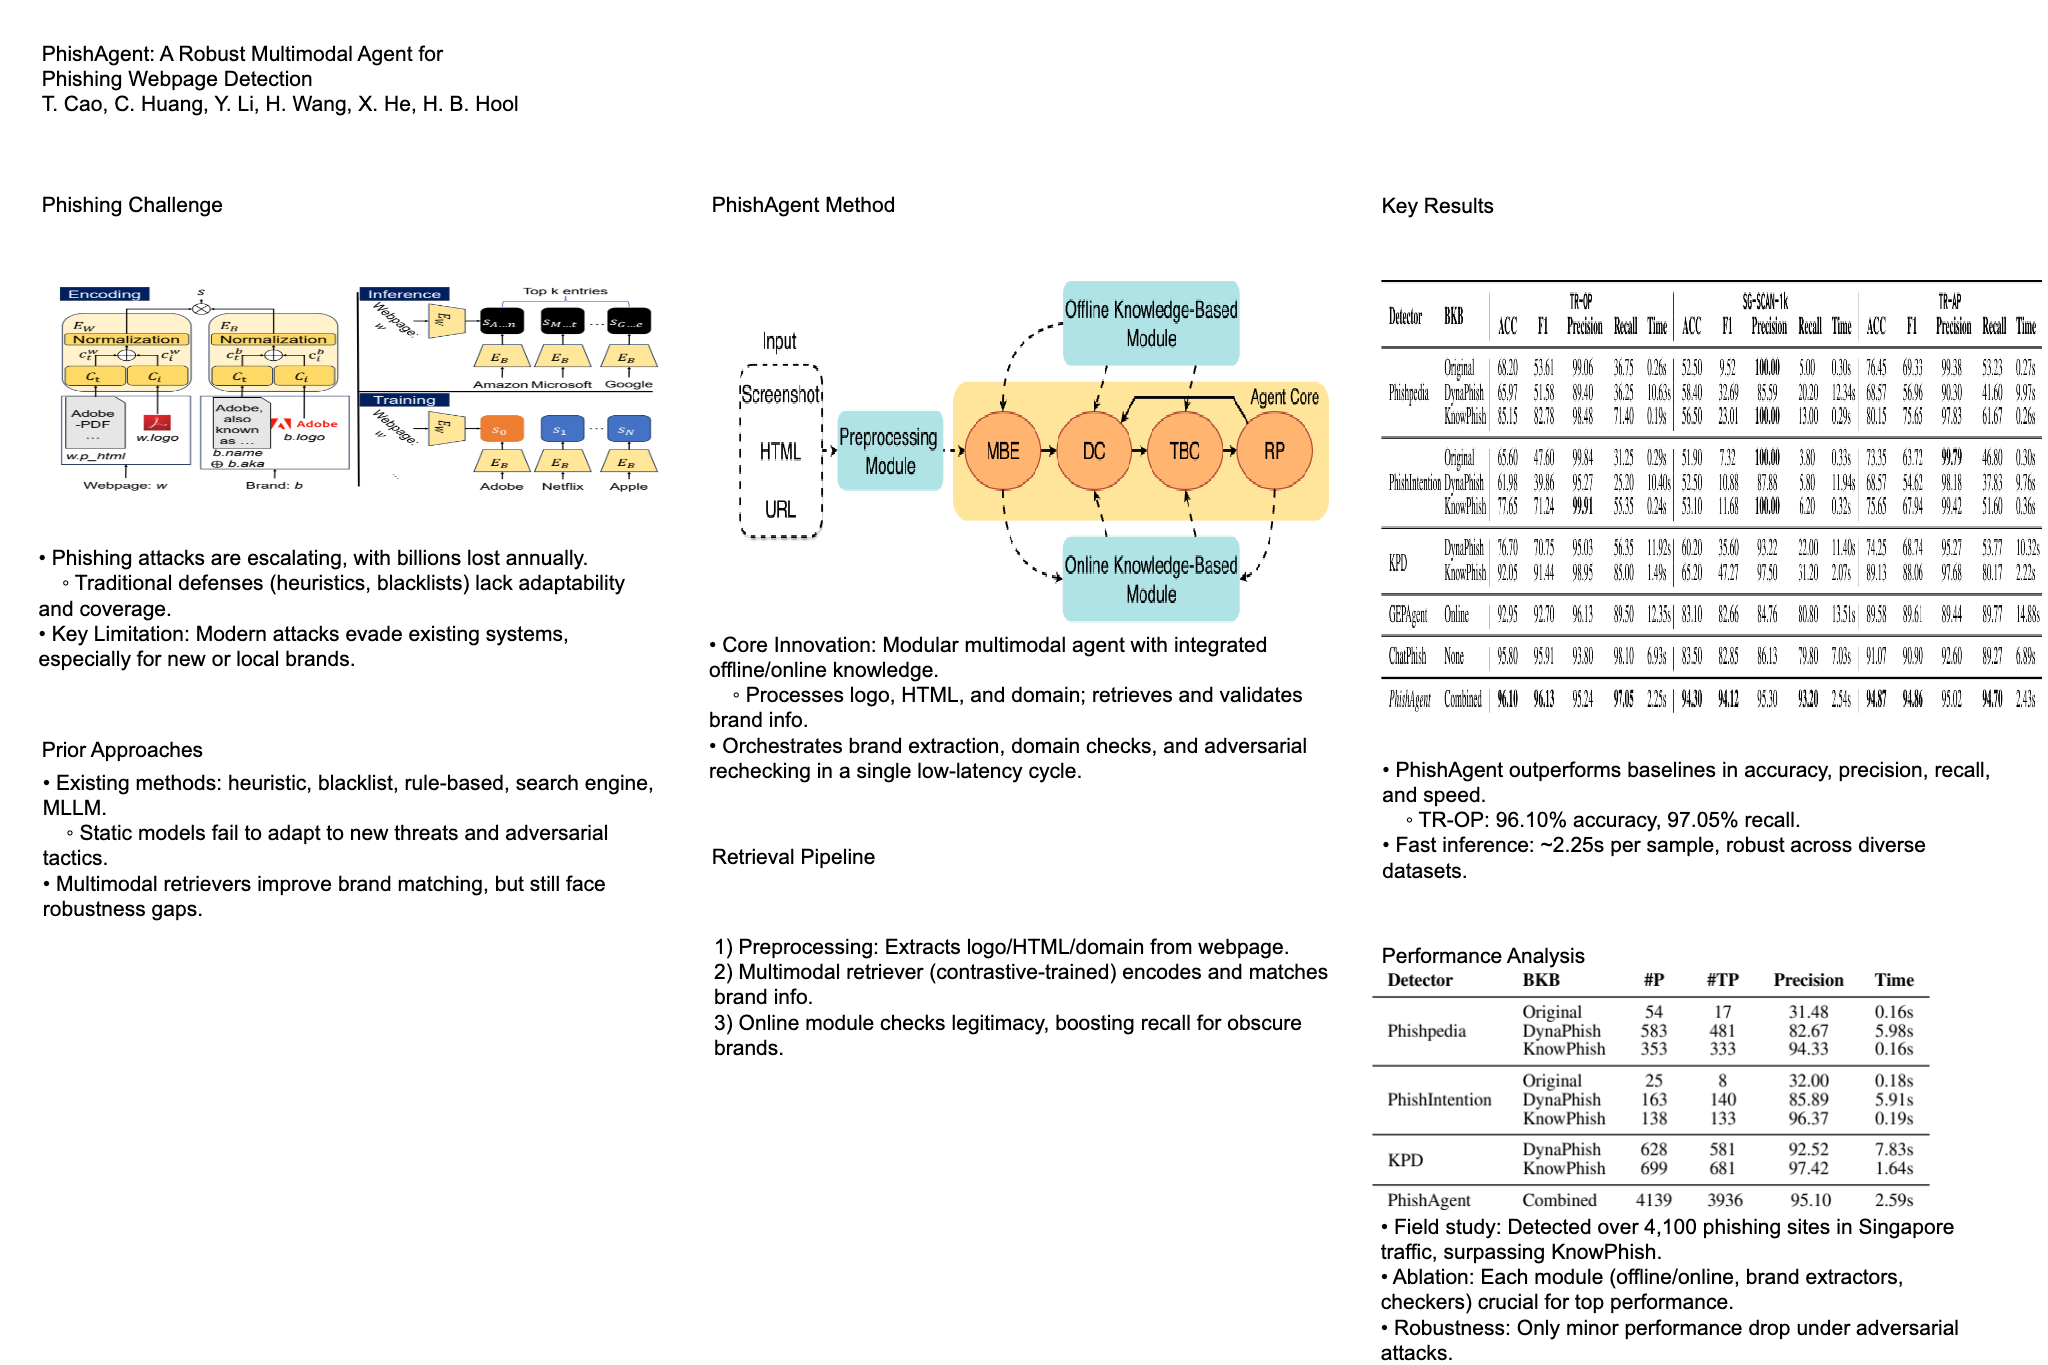 PhishAgent: A Robust Multimodal Agent for
Phishing Webpage Detection
T. Cao, C. Huang, Y. Li, H. Wang, X. He, H. B. Hool
Phishing Challenge
Encoding
s
E_W
Normalization
c_t^w
c_i^w
C_t
C_i
Adobe
-PDF
...
w.logo
w.p_html
Webpage: w
E_B
Normalization
c_t^b
c_i^b
C_t
C_i
Adobe,
also
known
as ...
Adobe
b.logo
b.name
⊕ b.aka
Brand: b
Inference
Top k entries
Webpage:
w
E_W
S_A...n
S_M...t
...
S_G...e
E_B
E_B
E_B
Amazon Microsoft Google
Training
Webpage:
w
E_W
S_0
S_1
...
S_N
E_B
E_B
E_B
...
Adobe Netflix Apple
• Phishing attacks are escalating, with billions lost annually.
◦ Traditional defenses (heuristics, blacklists) lack adaptability
and coverage.
• Key Limitation: Modern attacks evade existing systems,
especially for new or local brands.
Prior Approaches
• Existing methods: heuristic, blacklist, rule-based, search engine,
MLLM.
◦ Static models fail to adapt to new threats and adversarial
tactics.
• Multimodal retrievers improve brand matching, but still face
robustness gaps.
PhishAgent Method
Input
Screenshot
HTML
URL
Preprocessing
Module
Offline Knowledge-Based
Module
Agent Core
MBE
DC
TBC
RP
Online Knowledge-Based
Module
• Core Innovation: Modular multimodal agent with integrated
offline/online knowledge.
◦ Processes logo, HTML, and domain; retrieves and validates
brand info.
• Orchestrates brand extraction, domain checks, and adversarial
rechecking in a single low-latency cycle.
Retrieval Pipeline
1) Preprocessing: Extracts logo/HTML/domain from webpage.
2) Multimodal retriever (contrastive-trained) encodes and matches
brand info.
3) Online module checks legitimacy, boosting recall for obscure
brands.
Key Results
TR-OP SG-SCAN-1k TR-AP
Detector BKB ACC F1 Precision Recall Time ACC F1 Precision Recall Time ACC F1 Precision Recall Time
Phishpedia
Original 68.20 53.61 99.06 36.75 0.26s 52.50 9.52 100.00 5.00 0.30s 76.45 69.33 99.38 53.23 0.27s
DynaPhish 65.97 51.58 89.40 36.25 10.63s 58.40 32.69 85.59 20.20 12.34s 68.57 56.96 90.30 41.60 9.97s
KnowPhish 85.15 82.78 98.48 71.40 0.19s 56.50 23.01 100.00 13.00 0.29s 80.15 75.65 97.83 61.67 0.26s
PhishIntention
Original 65.60 47.60 99.84 31.25 0.29s 51.90 7.32 100.00 3.80 0.33s 73.35 63.72 99.79 46.80 0.30s
DynaPhish 61.98 39.86 95.27 25.20 10.40s 52.50 10.88 87.88 5.80 11.94s 68.57 54.62 98.18 37.83 9.76s
KnowPhish 77.65 71.24 99.91 55.35 0.24s 53.10 11.68 100.00 6.20 0.32s 75.65 67.94 99.42 51.60 0.36s
KPD
DynaPhish 76.70 70.75 95.03 56.35 11.92s 60.20 35.60 93.22 22.00 11.40s 74.25 68.74 95.27 53.77 10.32s
KnowPhish 92.05 91.44 98.95 85.00 1.49s 65.20 47.27 97.50 31.20 2.07s 89.13 88.06 97.68 80.17 2.22s
GEPAgent Online 92.95 92.70 96.13 89.50 12.35s 83.10 82.66 84.76 80.80 13.51s 89.58 89.61 89.44 89.77 14.88s
ChatPhish None 95.80 95.91 93.80 98.10 6.93s 83.50 82.85 86.13 79.80 7.03s 91.07 90.90 92.60 89.27 6.89s
PhishAgent Combined 96.10 96.13 95.24 97.05 2.25s 94.30 94.12 95.30 93.20 2.54s 94.87 94.86 95.02 94.70 2.43s
• PhishAgent outperforms baselines in accuracy, precision, recall,
and speed.
◦ TR-OP: 96.10% accuracy, 97.05% recall.
• Fast inference: ~2.25s per sample, robust across diverse
datasets.
Performance Analysis
Detector BKB #P #TP Precision Time
Phishpedia
Original 54 17 31.48 0.16s
DynaPhish 583 481 82.67 5.98s
KnowPhish 353 333 94.33 0.16s
PhishIntention
Original 25 8 32.00 0.18s
DynaPhish 163 140 85.89 5.91s
KnowPhish 138 133 96.37 0.19s
KPD
DynaPhish 628 581 92.52 7.83s
KnowPhish 699 681 97.42 1.64s
PhishAgent Combined 4139 3936 95.10 2.59s
• Field study: Detected over 4,100 phishing sites in Singapore
traffic, surpassing KnowPhish.
• Ablation: Each module (offline/online, brand extractors,
checkers) crucial for top performance.
• Robustness: Only minor performance drop under adversarial
attacks.